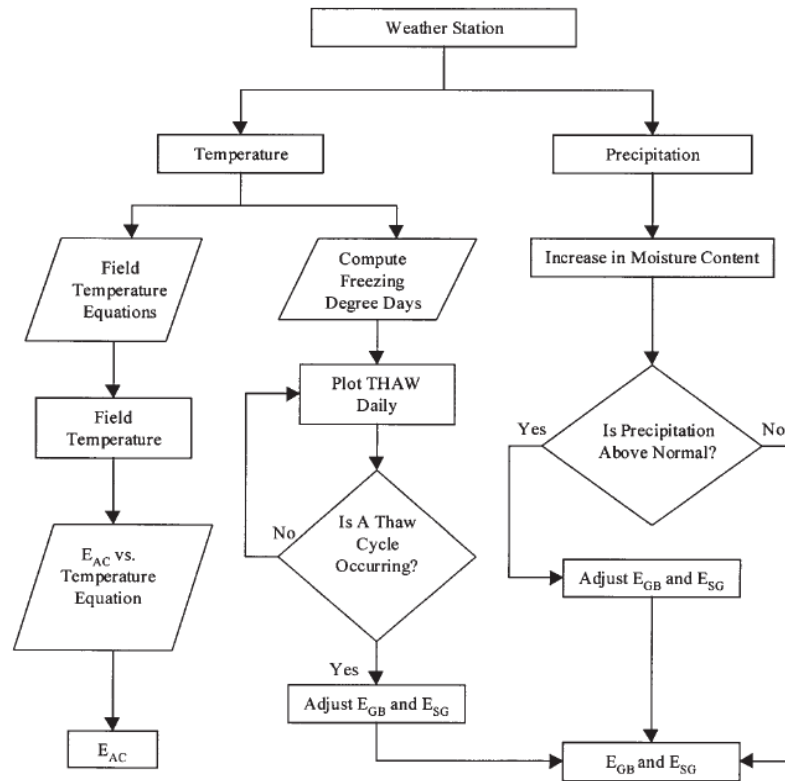 Weather Station
Temperature
Precipitation
Field
Temperature
Equations
Compute
Freezing
Degree Days
Increase in Moisture Content
Plot THAW
Daily
Field
Temperature
Yes
Is Precipitation
Above Normal?
No
No
Is A Thaw
Cycle
Occurring?
E_AC vs.
Temperature
Equation
Adjust E_GB and E_SG
Yes
Adjust E_GB and E_SG
E_AC
E_GB and E_SG